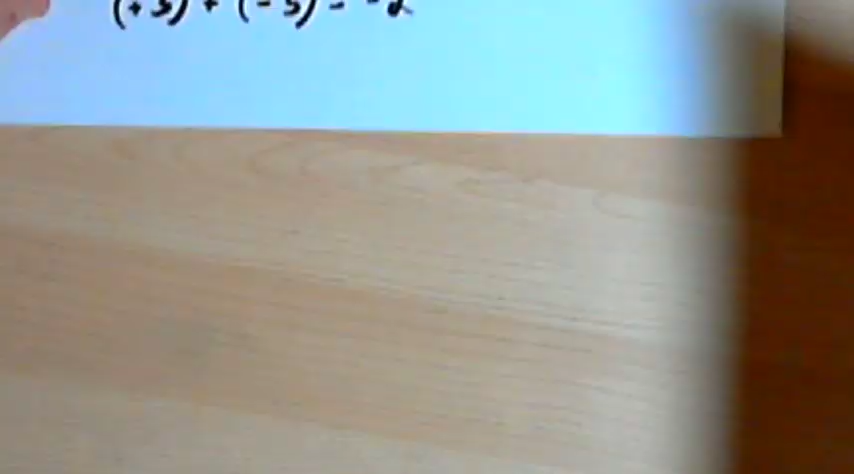 (+3) + (-5) = -2